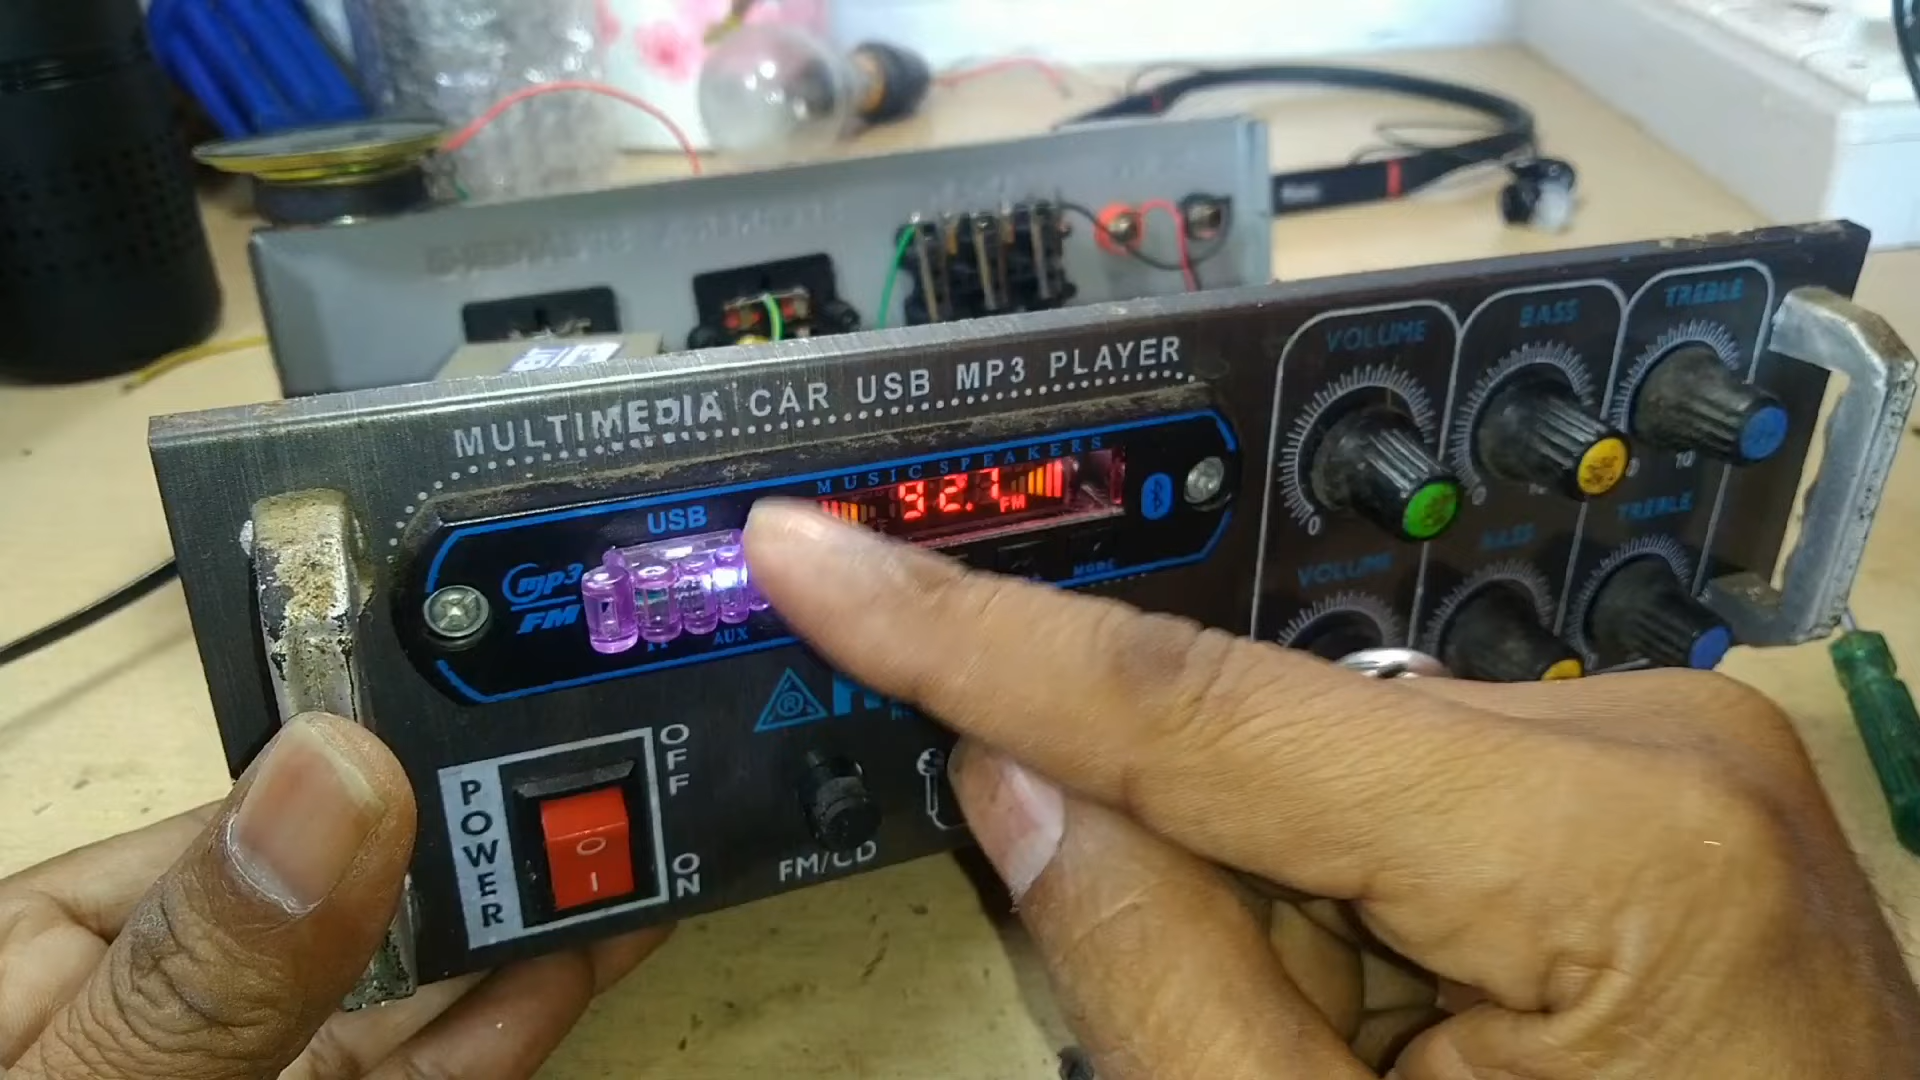 MULTIMEDIA CAR USB MP3 PLAYER
MUSIC SPEAKERS
USB
92.7
FM
mp3
FM
AUX
MODE
VOLUME
BASS
TREBLE
0
10
VOLUME
BASS
TREBLE
®
POWER
OFF
ON
FM/CD